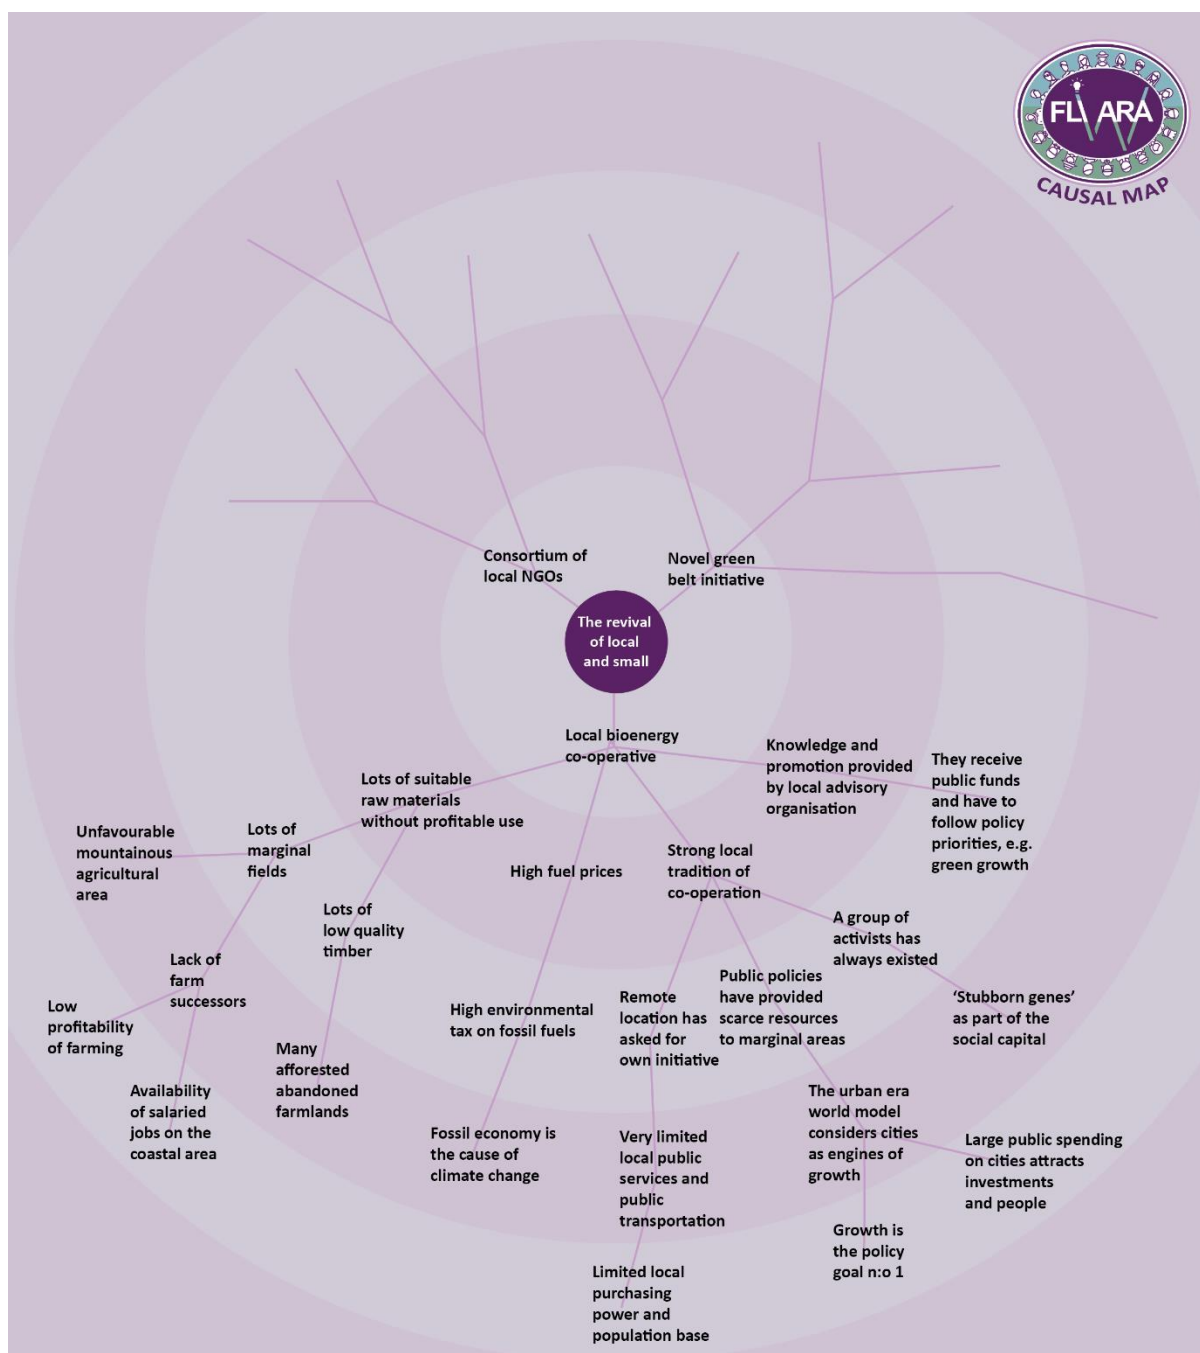 FLIARA
CAUSAL MAP
Consortium of
local NGOs
Novel green
belt initiative
The revival
of local
and small
Local bioenergy
co-operative
Knowledge and
promotion provided
by local advisory
organisation
They receive
public funds
and have to
follow policy
priorities, e.g.
green growth
Lots of suitable
raw materials
without profitable use
Unfavourable
mountainous
agricultural
area
Lots of
marginal
fields
High fuel prices
Strong local
tradition of
co-operation
Lots of
low quality
timber
A group of
activists has
always existed
Lack of
farm
successors
Low
profitability
of farming
High environmental
tax on fossil fuels
Remote
location has
asked for
own initiative
Public policies
have provided
scarce resources
to marginal areas
‘Stubborn genes’
as part of the
social capital
Many
afforested
abandoned
farmlands
Availability
of salaried
jobs on the
coastal area
Fossil economy is
the cause of
climate change
Very limited
local public
services and
public
transportation
The urban era
world model
considers cities
as engines of
growth
Large public spending
on cities attracts
investments
and people
Growth is
the policy
goal n:o 1
Limited local
purchasing
power and
population base